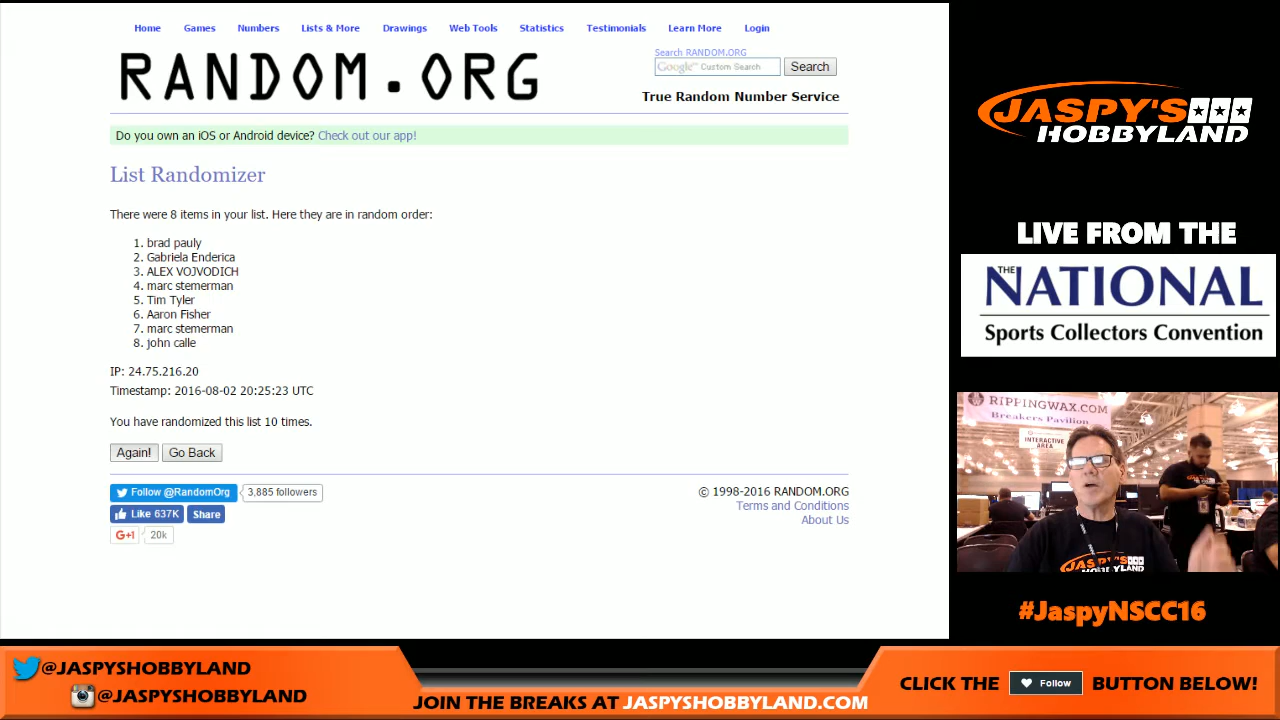 Home Games Numbers Lists & More Drawings Web Tools Statistics Testimonials Learn More Login
RANDOM.ORG
Search RANDOM.ORG
Google™ Custom Search Search
True Random Number Service
Do you own an iOS or Android device? Check out our app!
List Randomizer
There were 8 items in your list. Here they are in random order:
1. brad pauly
2. Gabriela Enderica
3. ALEX VOJVODICH
4. marc stemerman
5. Tim Tyler
6. Aaron Fisher
7. marc stemerman
8. john calle
IP: 24.75.216.20
Timestamp: 2016-08-02 20:25:23 UTC
You have randomized this list 10 times.
Again! Go Back
Follow @RandomOrg 3,885 followers
Like 637K Share
G+1 20k
© 1998-2016 RANDOM.ORG
Terms and Conditions
About Us
JASPY'S
HOBBYLAND
LIVE FROM THE
THE NATIONAL
Sports Collectors Convention
RIPPINGWAX.COM
Breakers Pavilion
INTERACTIVE
AREA
JASPY'S
HOBBYLAND
#JaspyNSCC16
@JASPYSHOBBYLAND
@JASPYSHOBBYLAND
JOIN THE BREAKS AT JASPYSHOBBYLAND.COM
CLICK THE Follow BUTTON BELOW!